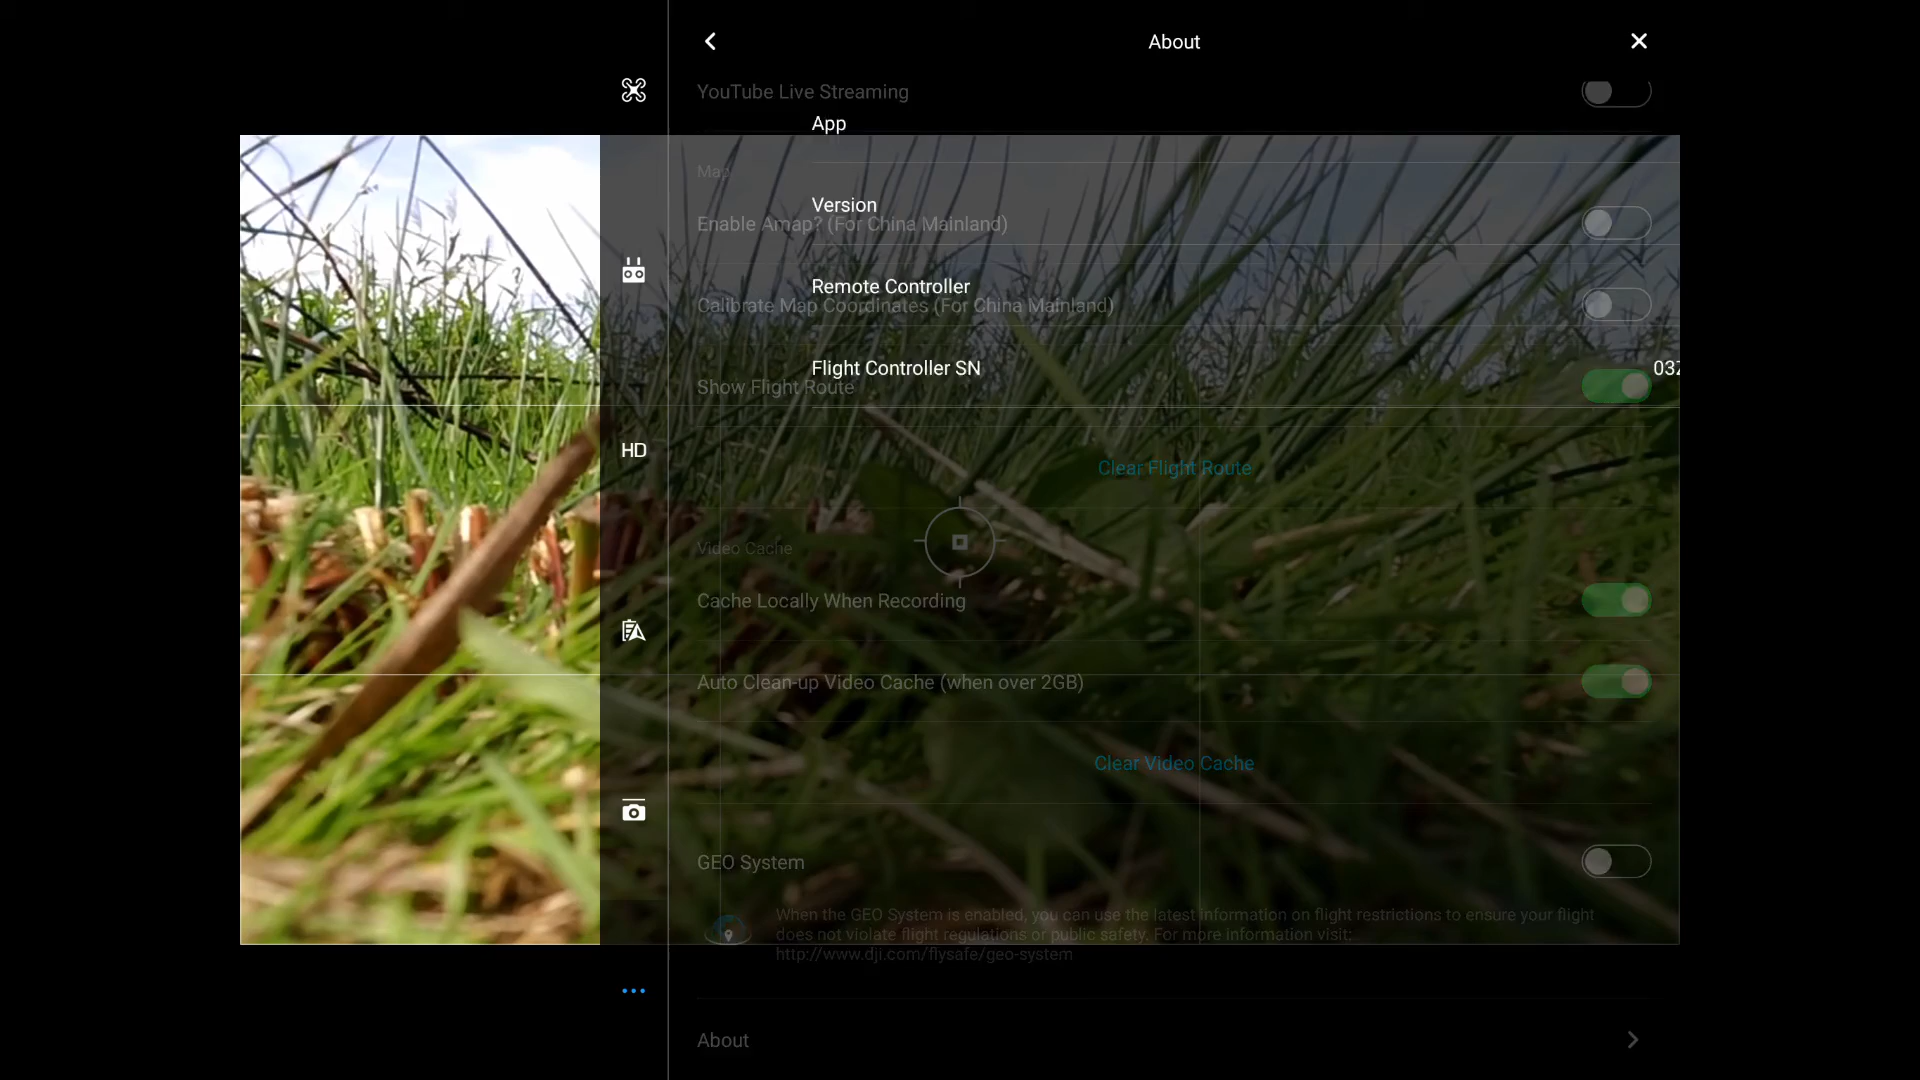 About
YouTube Live Streaming
App
Map
Version
Enable Amap? (For China Mainland)
Remote Controller
Calibrate Map Coordinates (For China Mainland)
Flight Controller SN
037
Show Flight Route
HD
Clear Flight Route
Video Cache
Cache Locally When Recording
Auto Clean-up Video Cache (when over 2GB)
Clear Video Cache
GEO System
When the GEO System is enabled, you can use the latest information on flight restrictions to ensure your flight
does not violate flight regulations or public safety. For more information visit:
http://www.dji.com/flysafe/geo-system
About